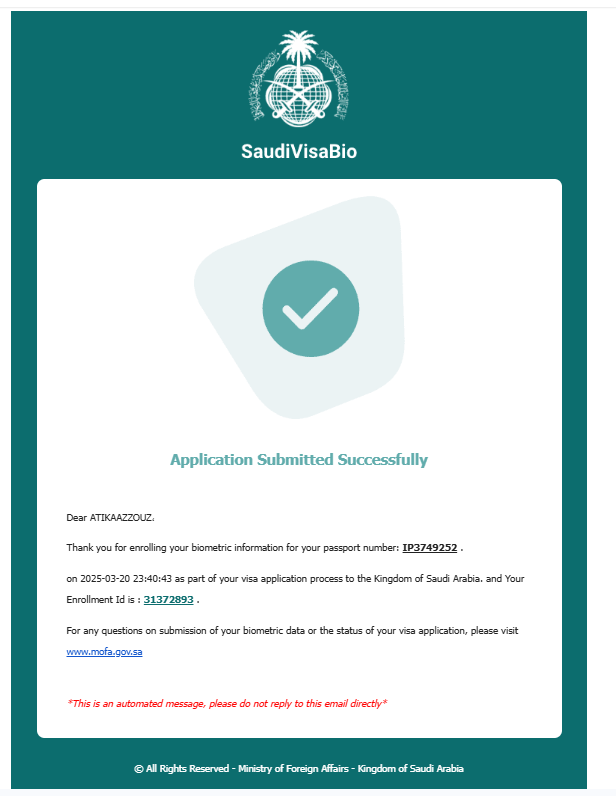 SaudiVisaBio
Application Submitted Successfully
Dear ATIKAAZZOUZ.
Thank you for enrolling your biometric information for your passport number: IP3749252 .
on 2025-03-20 23:40:43 as part of your visa application process to the Kingdom of Saudi Arabia. and Your
Enrollment Id is : 31372893 .
For any questions on submission of your biometric data or the status of your visa application, please visit
www.mofa.gov.sa
*This is an automated message, please do not reply to this email directly*
© All Rights Reserved - Ministry of Foreign Affairs - Kingdom of Saudi Arabia